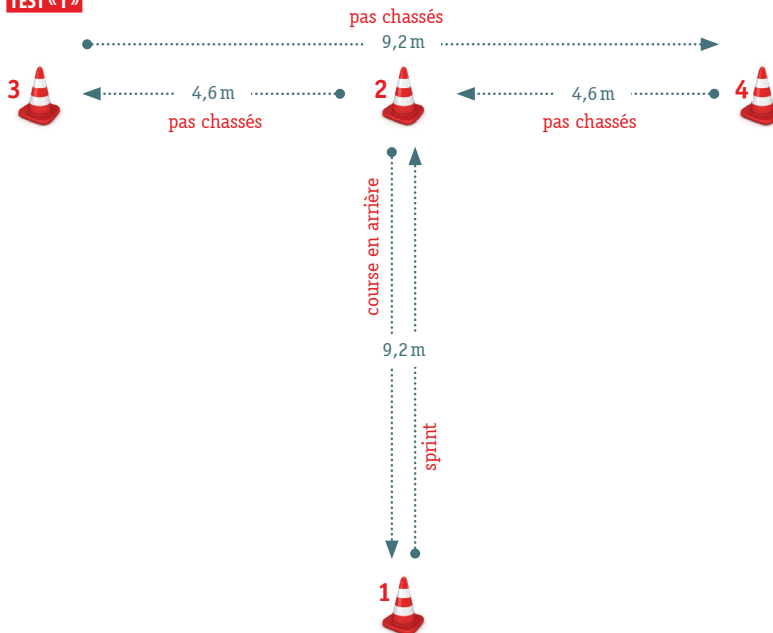 TEST « T »
pas chassés
9,2 m
3
4,6 m
2
4,6 m
4
pas chassés
pas chassés
course en arrière
9,2 m
sprint
1